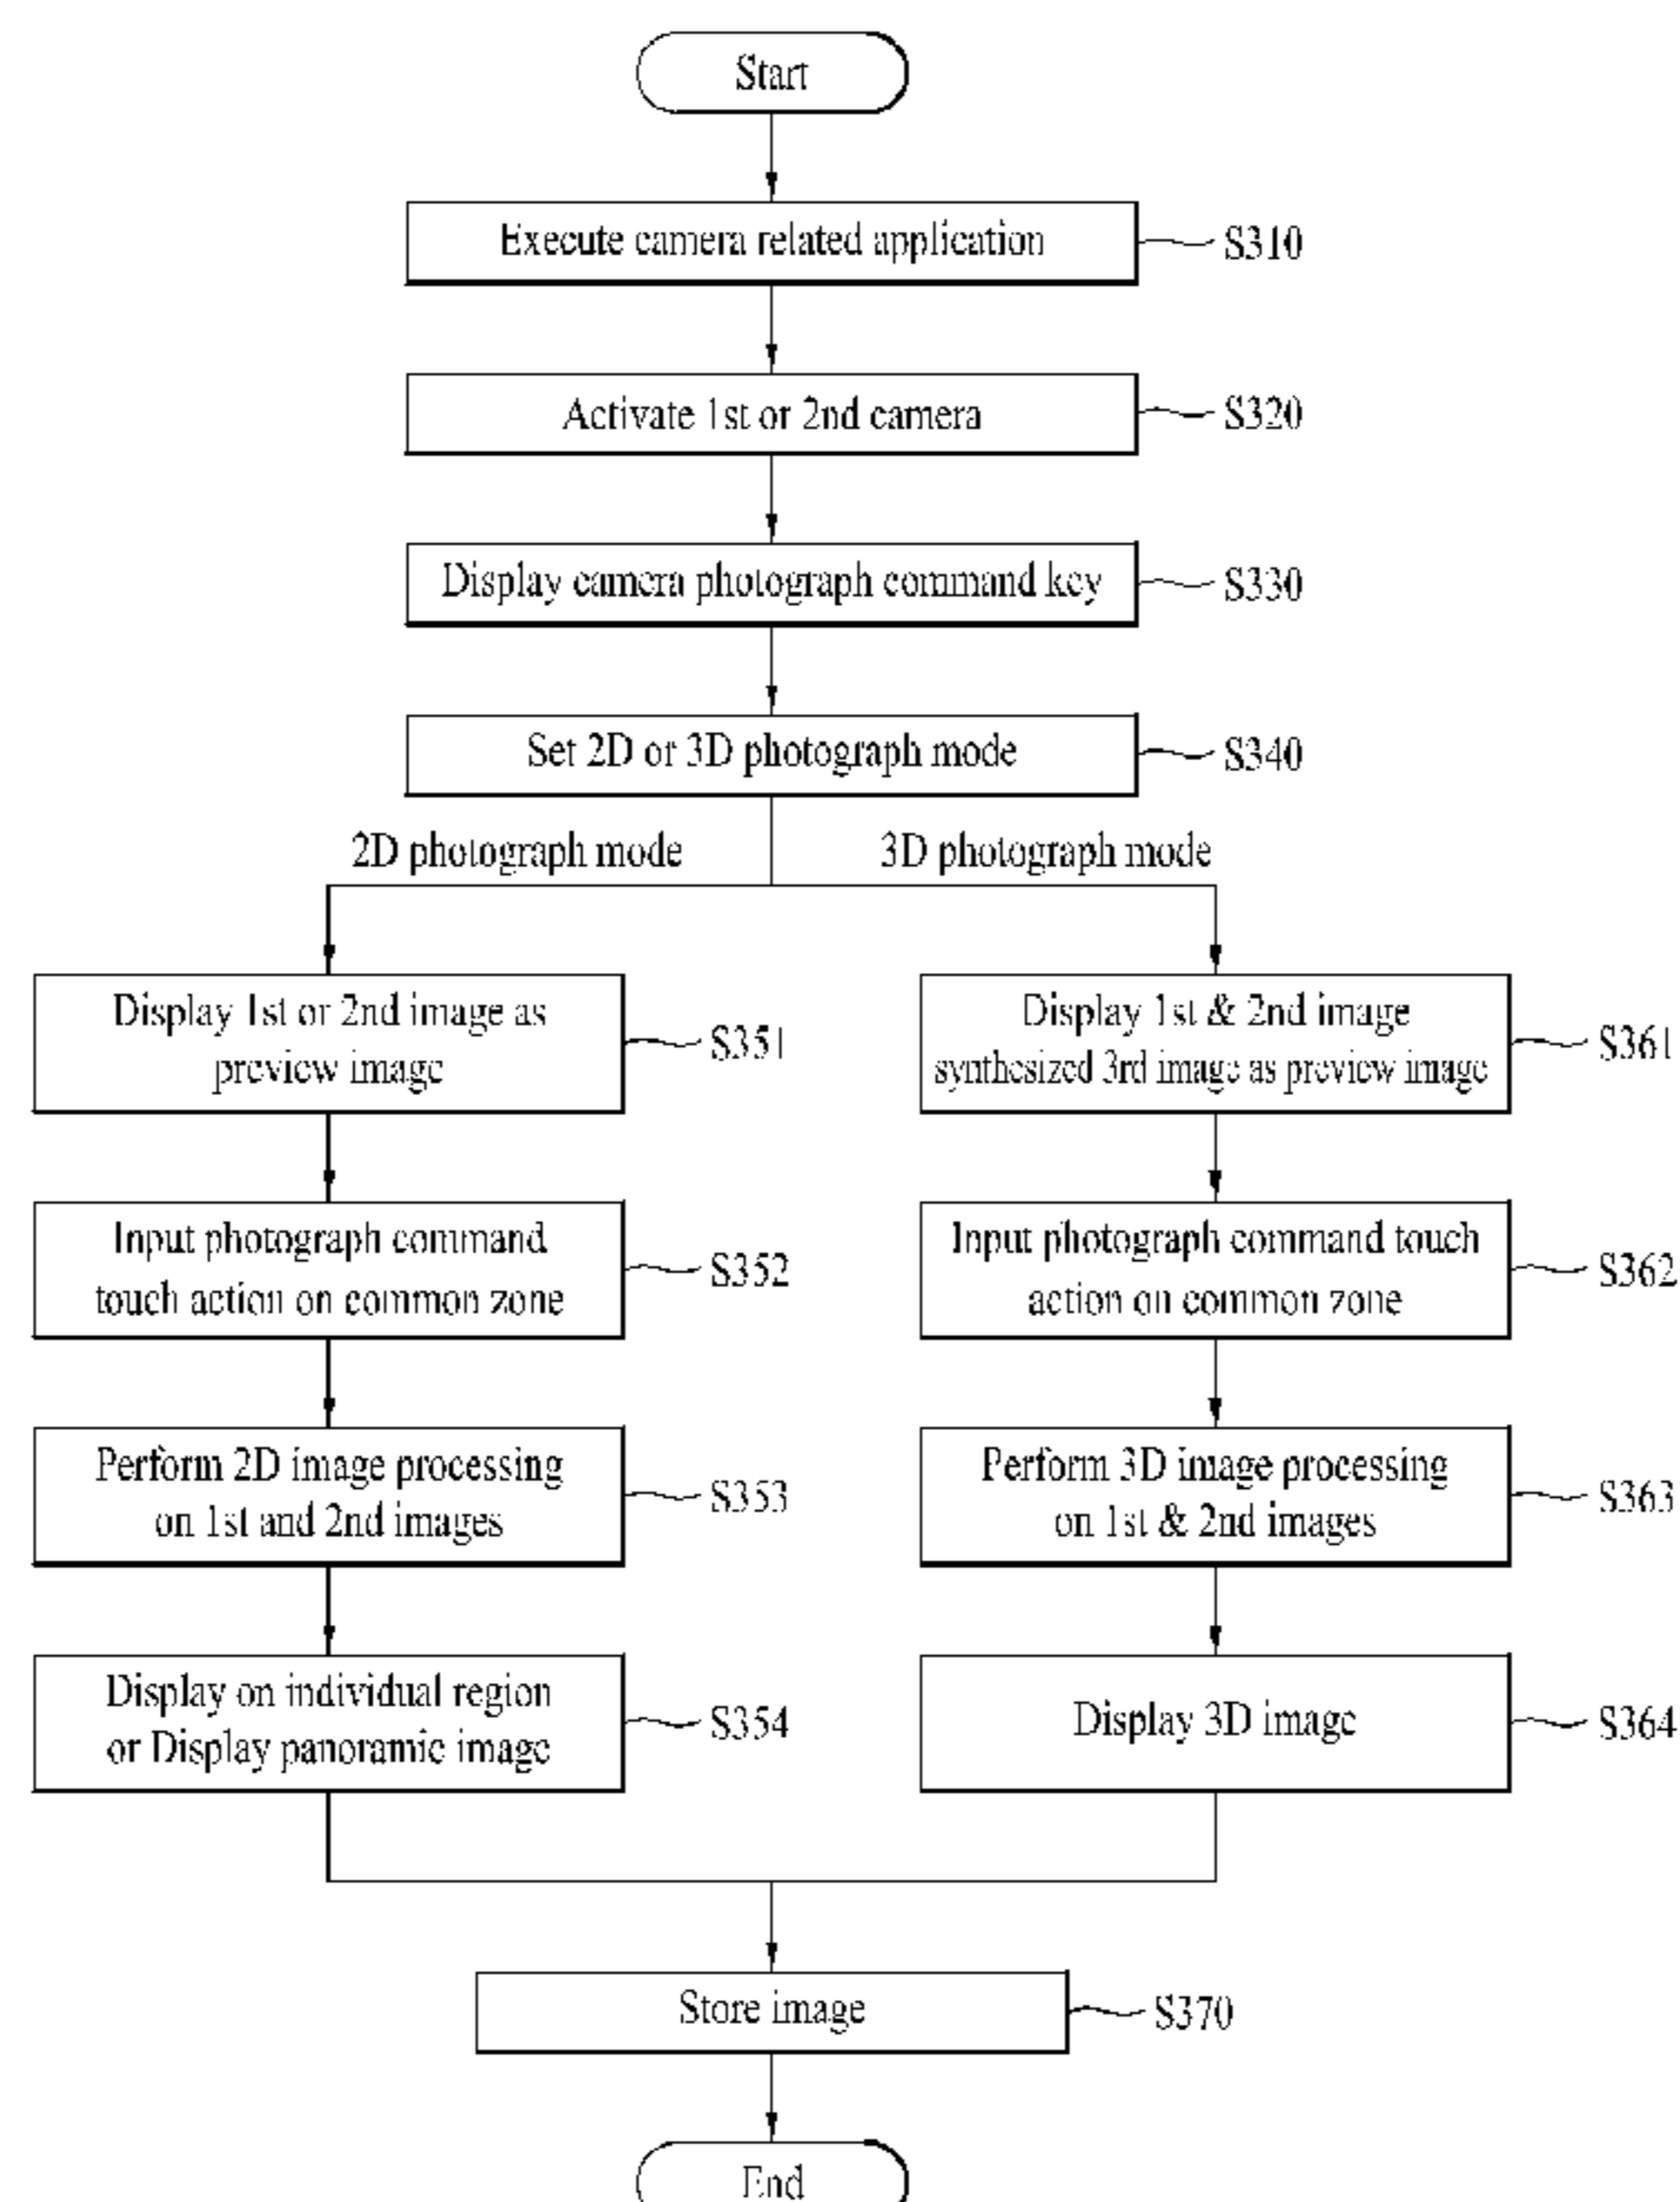 Start
Execute camera related application
S310
Activate 1st or 2nd camera
S320
Display camera photograph command key
S330
Set 2D or 3D photograph mode
S340
2D photograph mode
3D photograph mode
Display 1st or 2nd image as
preview image
S351
Input photograph command
touch action on common zone
S352
Perform 2D image processing
on 1st and 2nd images
S353
Display on individual region
or Display panoramic image
S354
Display 1st & 2nd image
synthesized 3rd image as preview image
S361
Input photograph command touch
action on common zone
S362
Perform 3D image processing
on 1st & 2nd images
S363
Display 3D image
S364
Store image
S370
End